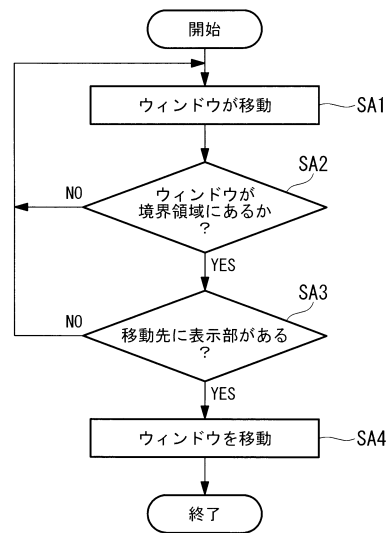 開始
ウィンドウが移動
SA1
ウィンドウが
境界領域にあるか
?
SA2
NO
YES
移動先に表示部がある
?
SA3
NO
YES
ウィンドウを移動
SA4
終了